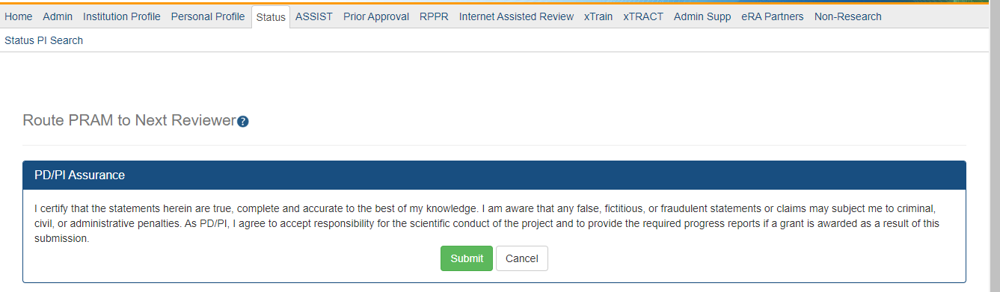 Home Admin Institution Profile Personal Profile Status ASSIST Prior Approval RPPR Internet Assisted Review xTrain xTRACT Admin Supp eRA Partners Non-Research
Status PI Search
Route PRAM to Next Reviewer?
PD/PI Assurance
I certify that the statements herein are true, complete and accurate to the best of my knowledge. I am aware that any false, fictitious, or fraudulent statements or claims may subject me to criminal,
civil, or administrative penalties. As PD/PI, I agree to accept responsibility for the scientific conduct of the project and to provide the required progress reports if a grant is awarded as a result of this
submission.
Submit Cancel